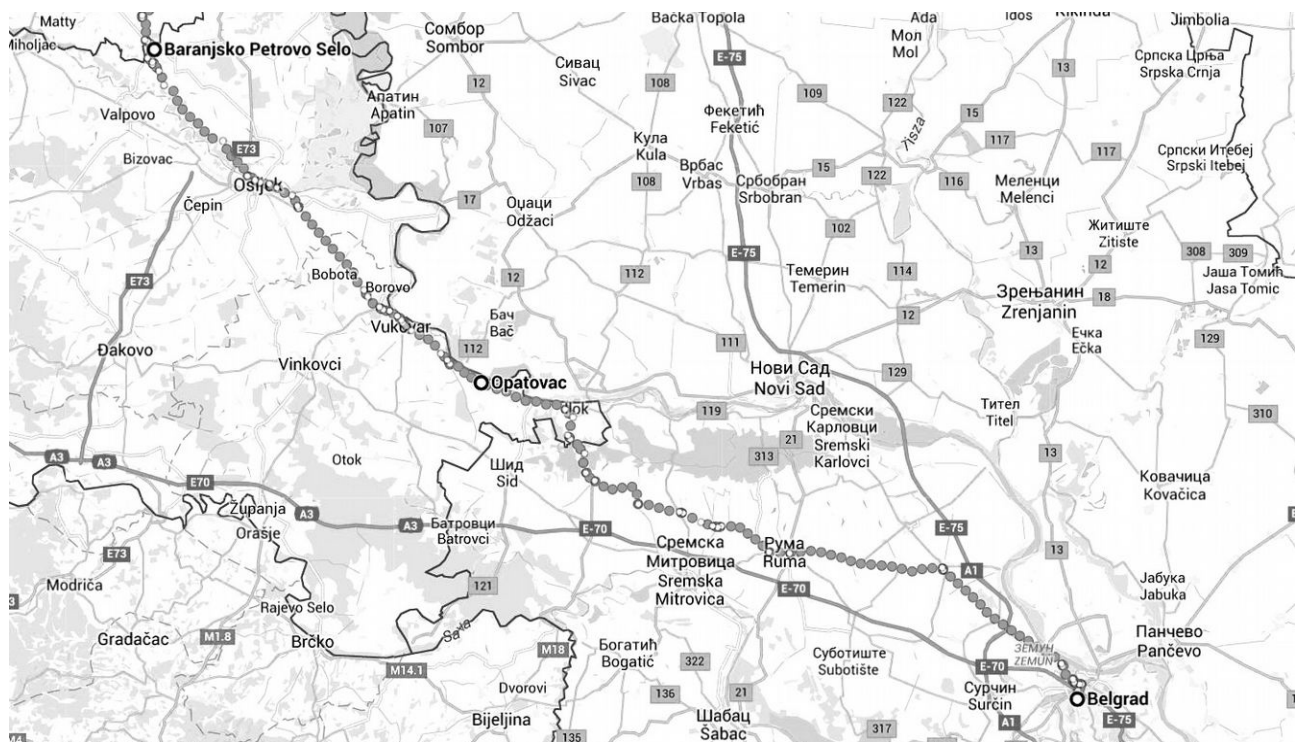 Matty
Miholjac
Baranjsko Petrovo Selo
Valpovo
Bizovac
E73
Osijek
Čepin
E73
Bobota
Borovo
Vukovar
Đakovo
Vinkovci
112
Opatovac
Otok
A3
A3
E70
A3
A3
Županja
Orašje
E73
Modriča
Rajevo Selo
Gradačac
M1.8
Brčko
M14.1
Sava
M18
Dvorovi
Bijeljina
135
Сомбор
Sombor
12
Апатин
Apatin
107
17
Сивац
Sivac
108
Кула
Kula
108
Оџаци
Odžaci
12
112
Бач
Bač
Bačka Topola
E-75
Фекетић
Feketić
Врбас
Vrbas
Србобран
Srbobran
109
15
122
102
E-75
Темерин
Temerin
114
12
111
Нови Сад
Novi Sad
129
119
21
313
Сремски
Карловци
Sremski
Karlovci
Ada
Мол
Mol
122
Tisza
15
13
117
117
116
Меленци
Melenci
13
Kikinda
Jimbolia
Српска Црња
Srpska Crnja
Српски Итебеј
Srpski Itebej
Житиште
Zitiste
12
308
309
Јаша Томић
Jasa Tomic
Зрењанин
Zrenjanin
18
Ечка
Ečka
129
Тител
Titel
310
13
Ковачица
Kovačica
Шид
Sid
Батровци
Batrovci
121
E-70
Сремска
Митровица
Sremska
Mitrovica
Рума
Ruma
E-70
E-75
A1
13
Јабука
Jabuka
Панчево
Pančevo
ЗЕМУН
ZEMUN
E-70
Сурчин
Surčin
A1
Belgrad
E-75
Богатић
Bogatić
322
136
21
Шабац
Šabac
Суботиште
Subotište
317